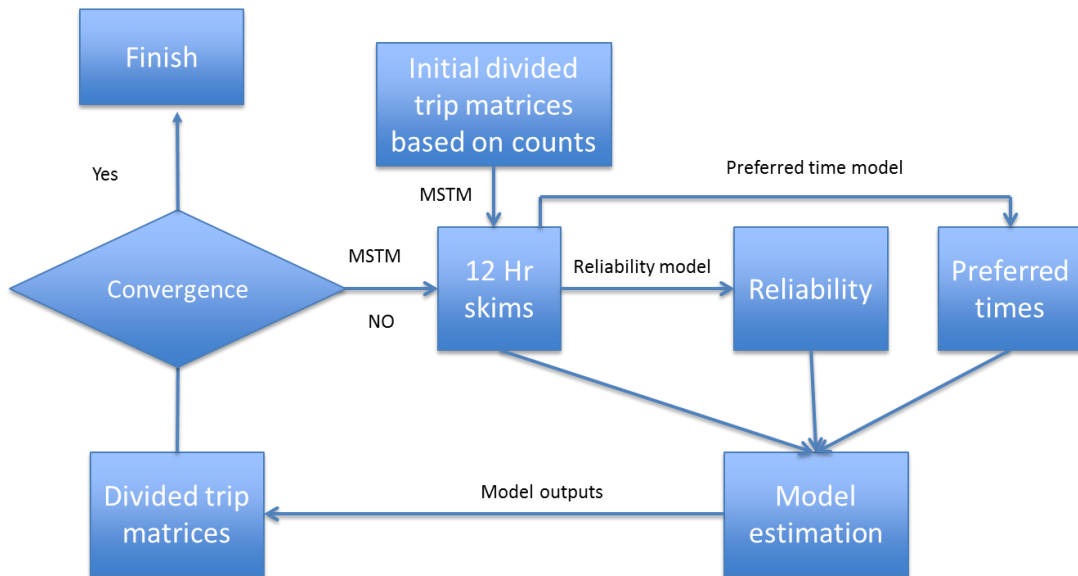 Finish
Initial divided
trip matrices
based on counts
Yes
MSTM
Preferred time model
Convergence
MSTM
NO
12 Hr
skims
Reliability model
Reliability
Preferred
times
Divided trip
matrices
Model outputs
Model
estimation